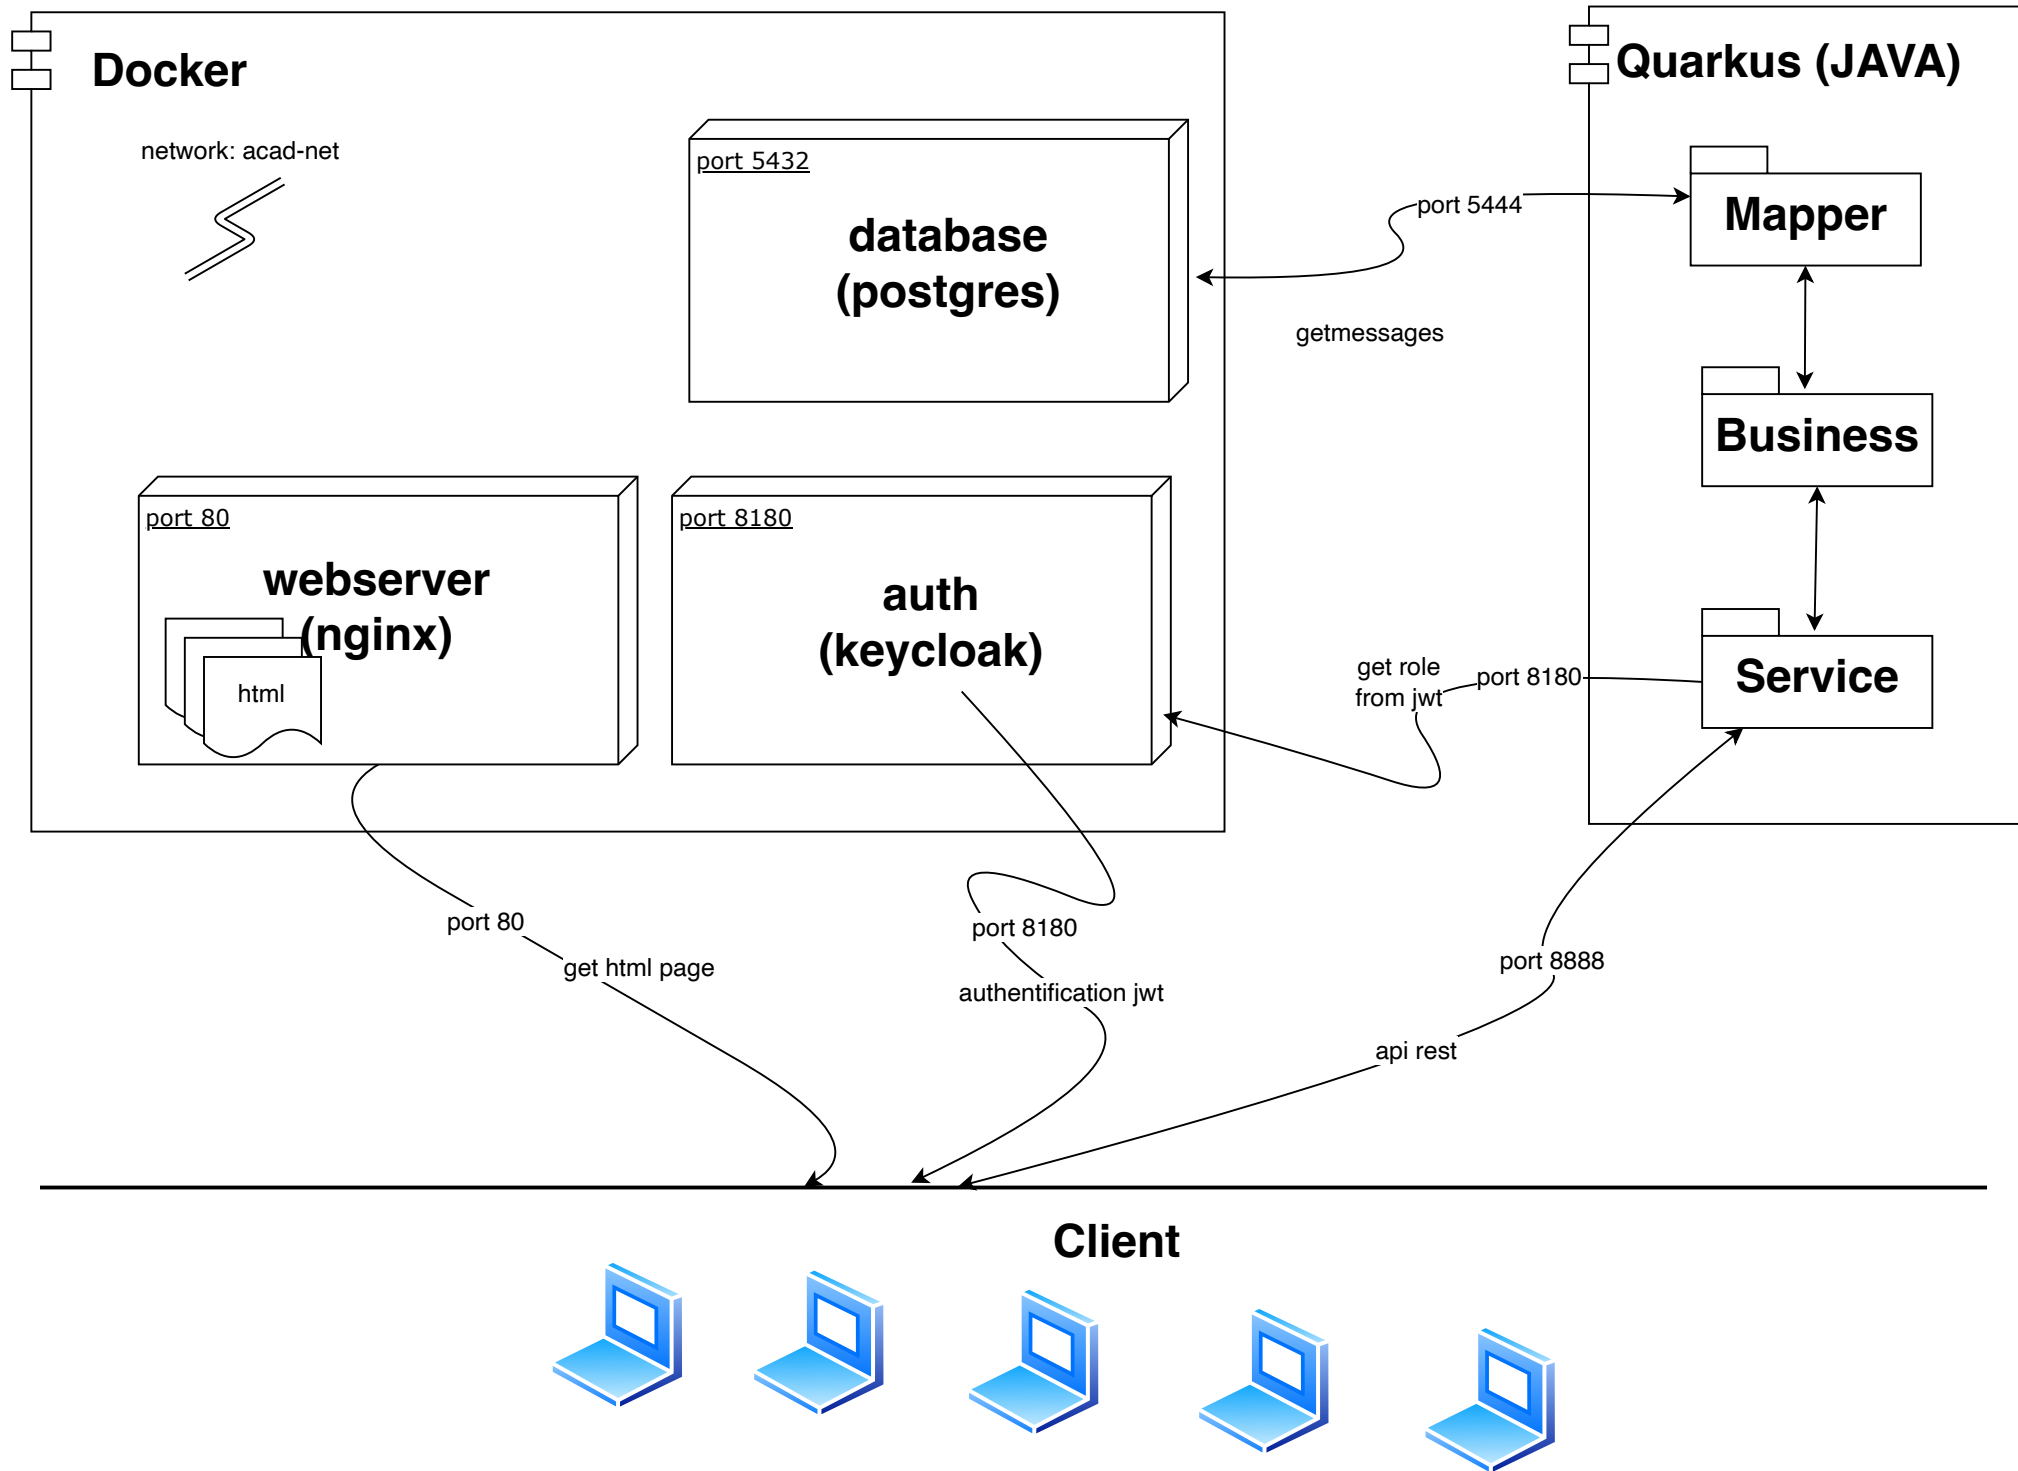 Docker
Quarkus (JAVA)
network: acad-net
port 5432
database
(postgres)
port 5444
getmessages
Mapper
Business
port 80
webserver
(nginx)
html
port 8180
auth
(keycloak)
get role
from jwt
port 8180
Service
port 80
get html page
port 8180
authentification jwt
port 8888
api rest
Client